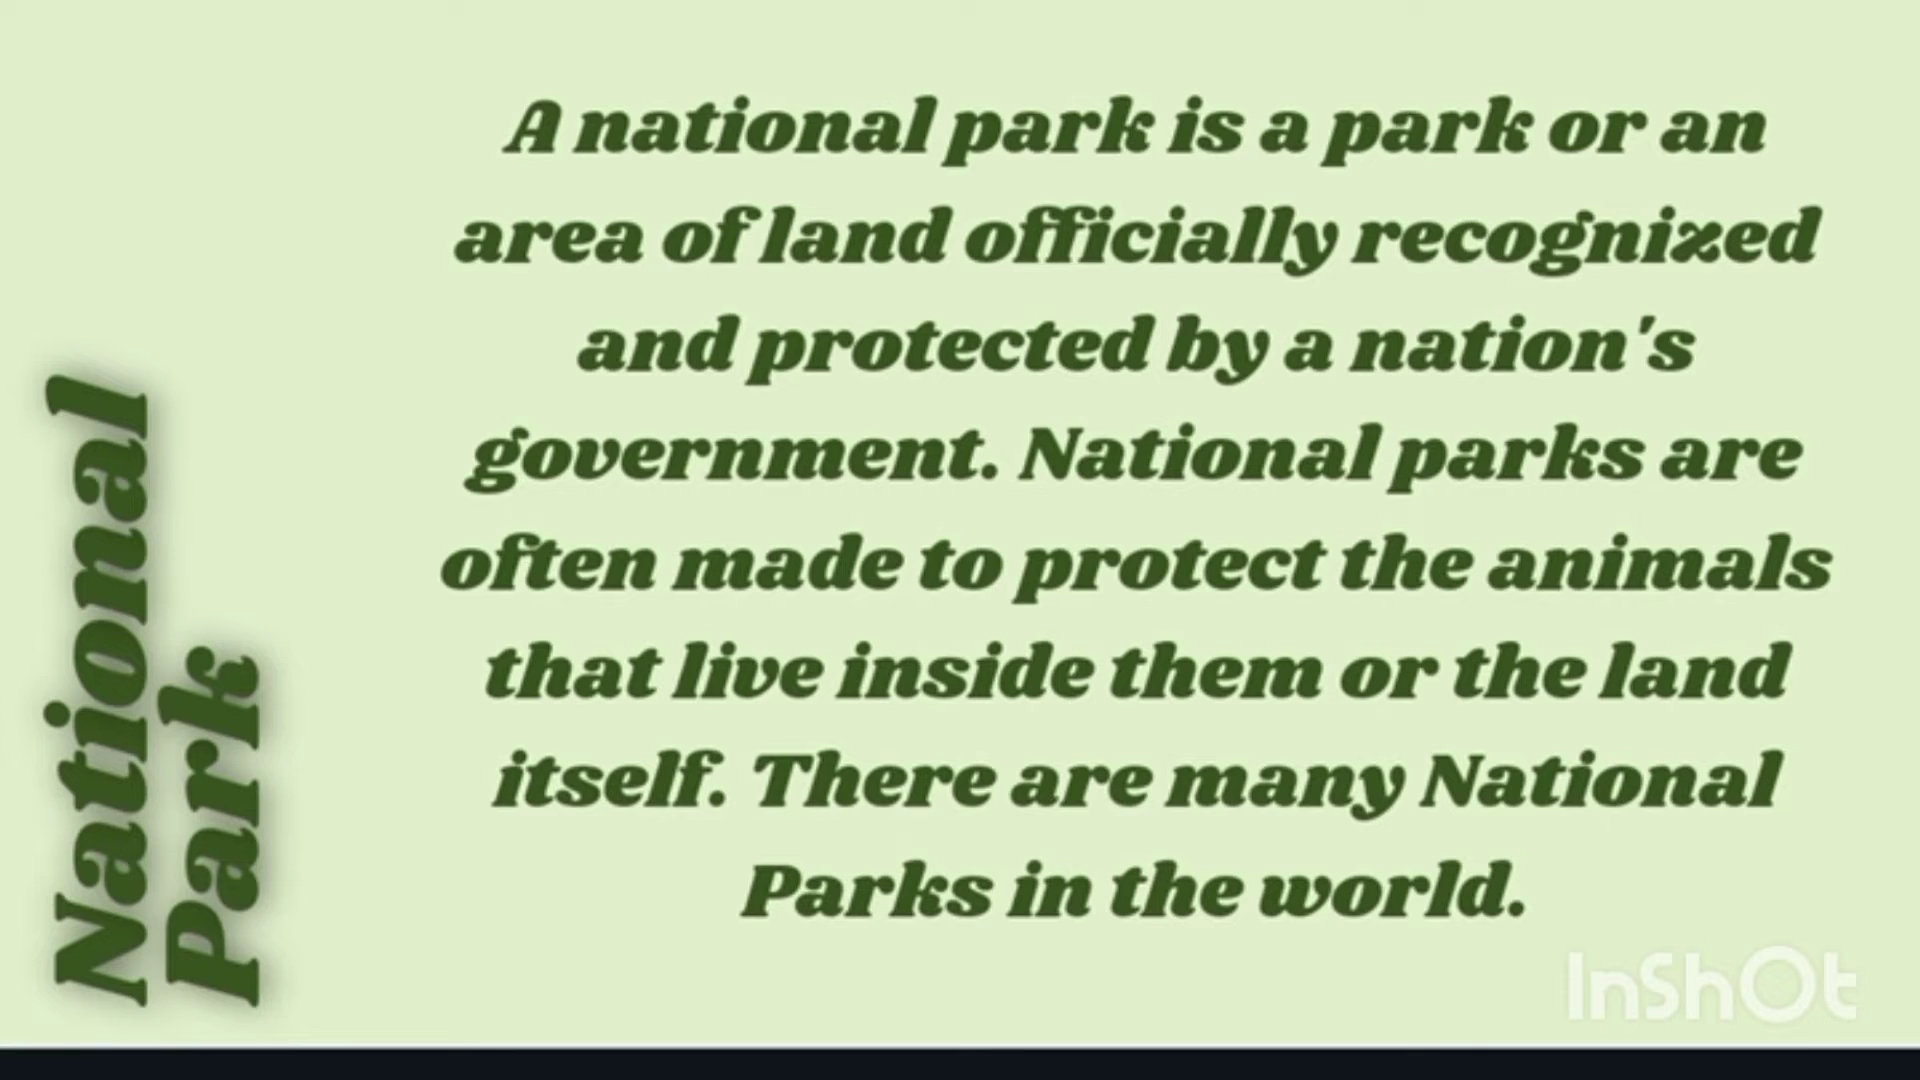 National
Park
A national park is a park or an
area of land officially recognized
and protected by a nation's
government. National parks are
often made to protect the animals
that live inside them or the land
itself. There are many National
Parks in the world.
InShOt